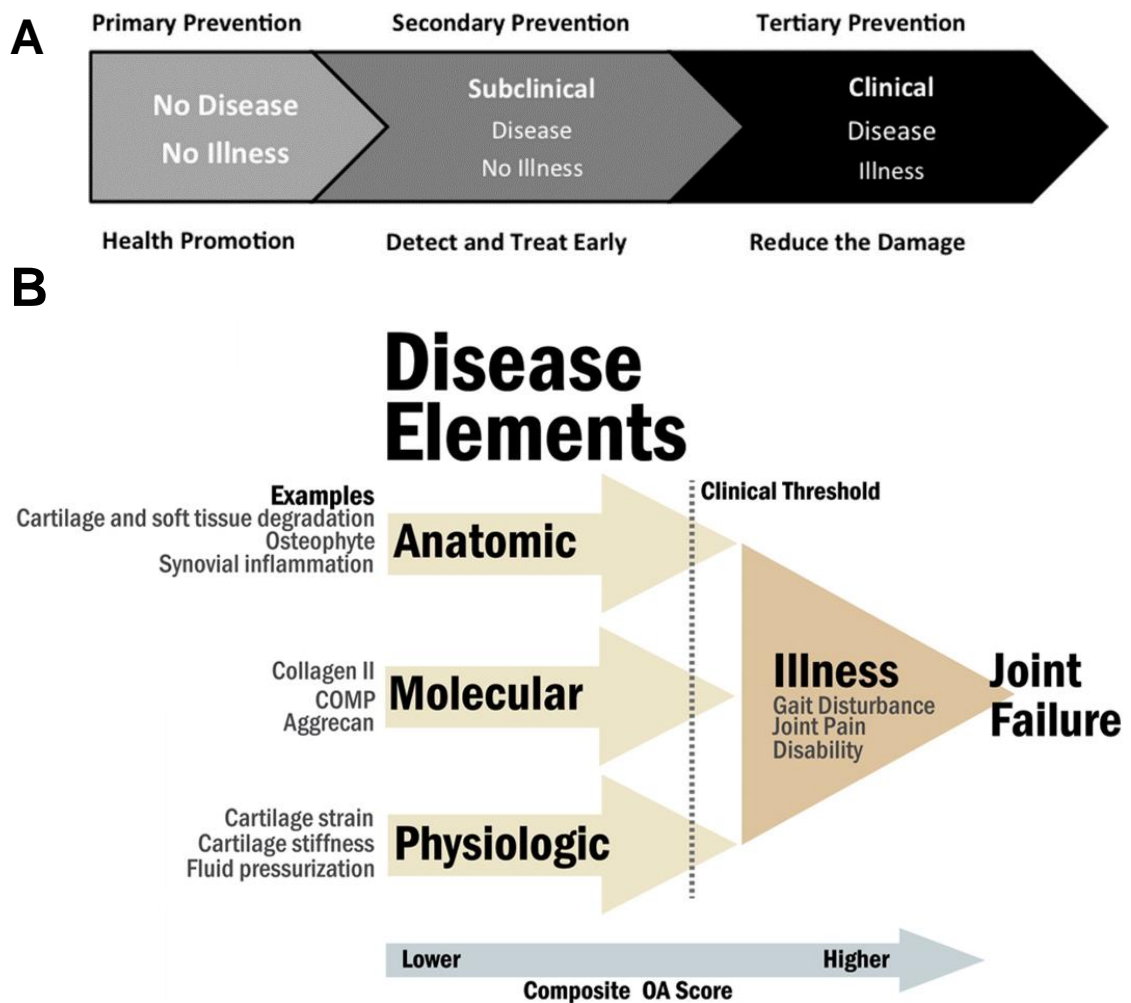 A
Primary Prevention
Secondary Prevention
Tertiary Prevention
No Disease
No Illness
Subclinical
Disease
No Illness
Clinical
Disease
Illness
Health Promotion
Detect and Treat Early
Reduce the Damage
B
Disease
Elements
Clinical Threshold
Examples
Cartilage and soft tissue degradation
Osteophyte
Synovial inflammation
Anatomic
Collagen II
COMP
Aggrecan
Molecular
Cartilage strain
Cartilage stiffness
Fluid pressurization
Physiologic
Illness
Gait Disturbance
Joint Pain
Disability
Joint
Failure
Lower
Higher
Composite OA Score